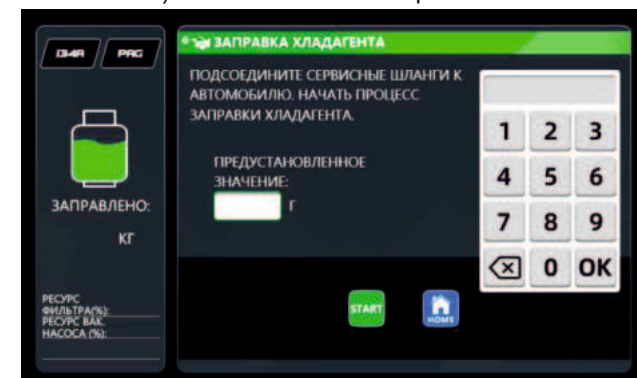 134A PAG
ЗАПРАВЛЕНО:
КГ
РЕСУРС
ФИЛЬТРА(%):
РЕСУРС ВАК.
НАСОСА (%):
ЗАПРАВКА ХЛАДАГЕНТА
ПОДСОЕДИНИТЕ СЕРВИСНЫЕ ШЛАНГИ К
АВТОМОБИЛЮ. НАЧАТЬ ПРОЦЕСС
ЗАПРАВКИ ХЛАДАГЕНТА.
ПРЕДУСТАНОВЛЕННОЕ
ЗНАЧЕНИЕ:
Г
START
HOME
1 2 3
4 5 6
7 8 9
0 OK